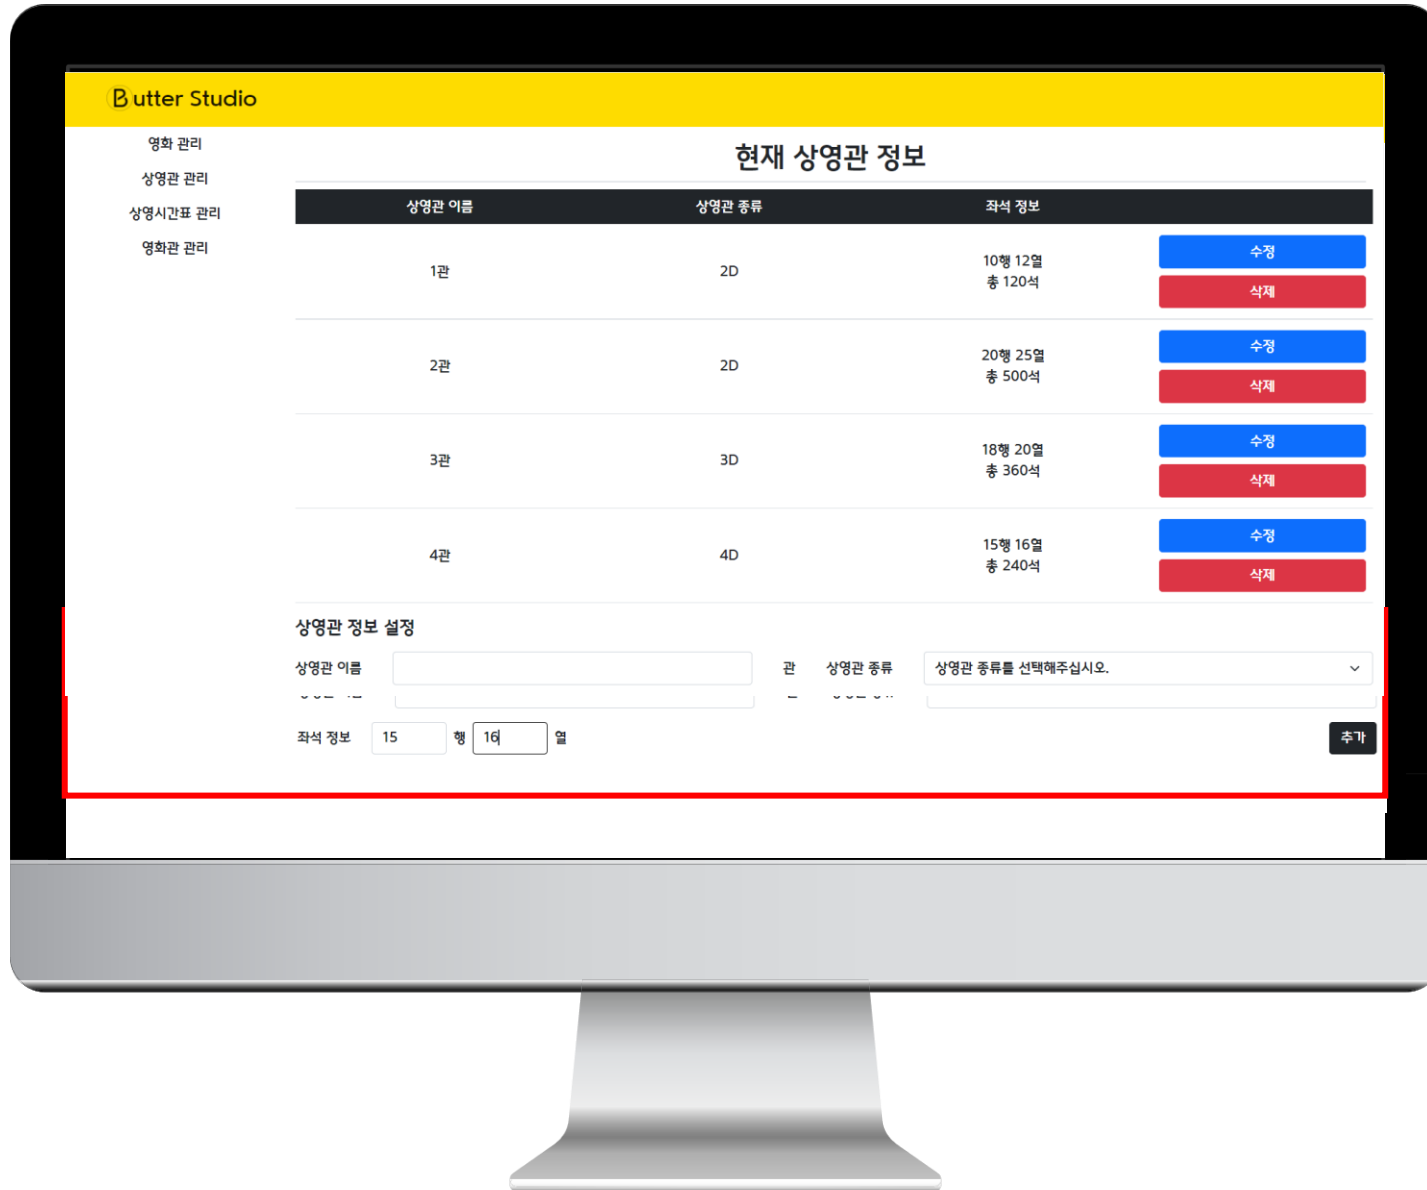 Butter Studio
영화 관리
상영관 관리
상영시간표 관리
영화관 관리
현재 상영관 정보
상영관 이름 상영관 종류 좌석 정보
1관 2D 10행 12열
총 120석
수정
삭제
2관 2D 20행 25열
총 500석
수정
삭제
3관 3D 18행 20열
총 360석
수정
삭제
4관 4D 15행 16열
총 240석
수정
삭제
상영관 정보 설정
상영관 이름 관 상영관 종류 상영관 종류를 선택해주십시오.
좌석 정보 15 행 16 열 추가